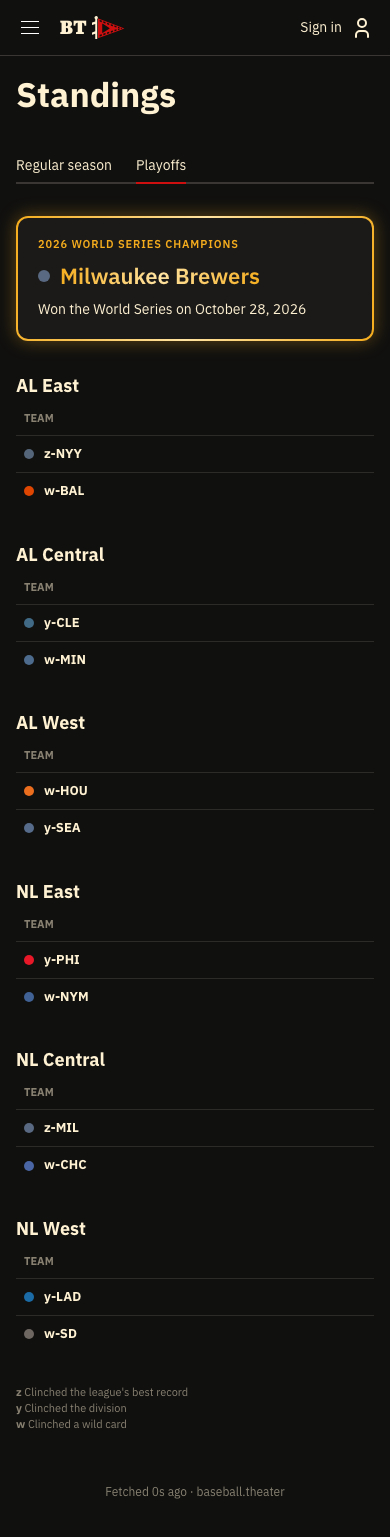 BT
Sign in
Standings
Regular season
Playoffs
2026 WORLD SERIES CHAMPIONS
Milwaukee Brewers
Won the World Series on October 28, 2026
AL East
TEAM
z-NYY
w-BAL
AL Central
TEAM
y-CLE
w-MIN
AL West
TEAM
w-HOU
y-SEA
NL East
TEAM
y-PHI
w-NYM
NL Central
TEAM
z-MIL
w-CHC
NL West
TEAM
y-LAD
w-SD
z Clinched the league's best record
y Clinched the division
w Clinched a wild card
Fetched 0s ago · baseball.theater